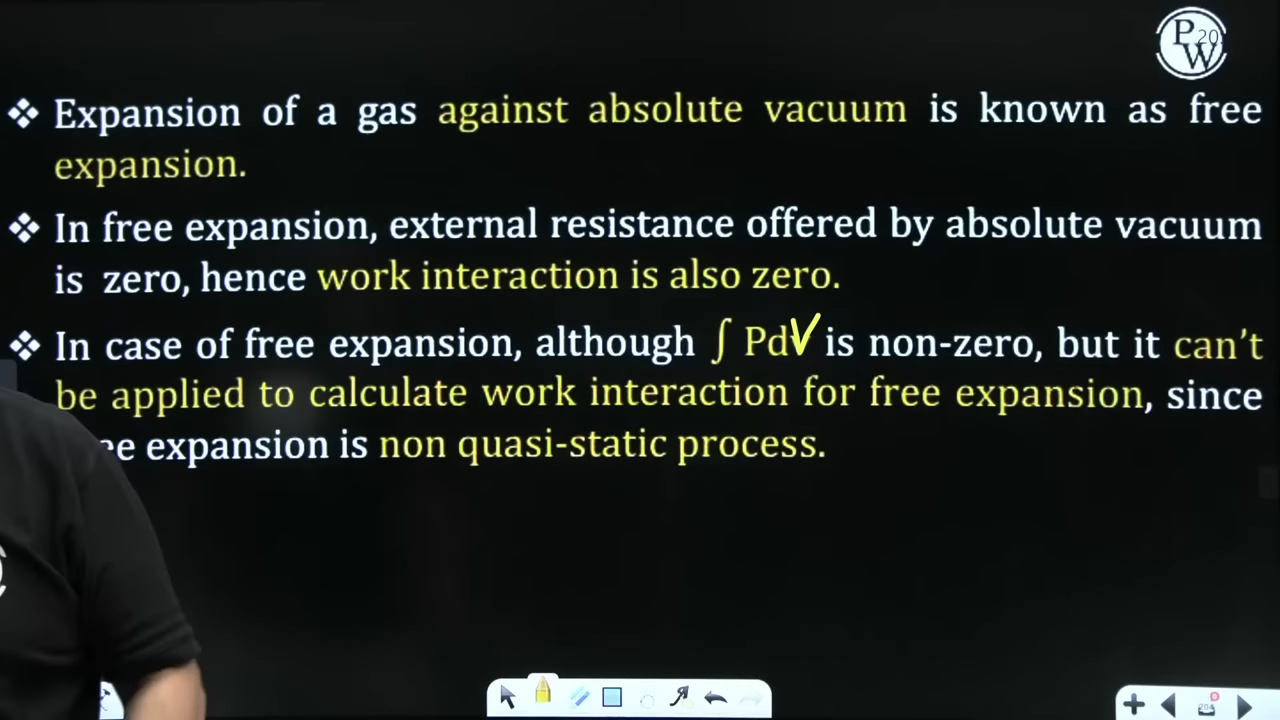 P 20
W
❖ Expansion of a gas against absolute vacuum is known as free
expansion.
❖ In free expansion, external resistance offered by absolute vacuum
is zero, hence work interaction is also zero.
❖ In case of free expansion, although ∫ PdV is non-zero, but it can't
be applied to calculate work interaction for free expansion, since
ee expansion is non quasi-static process.